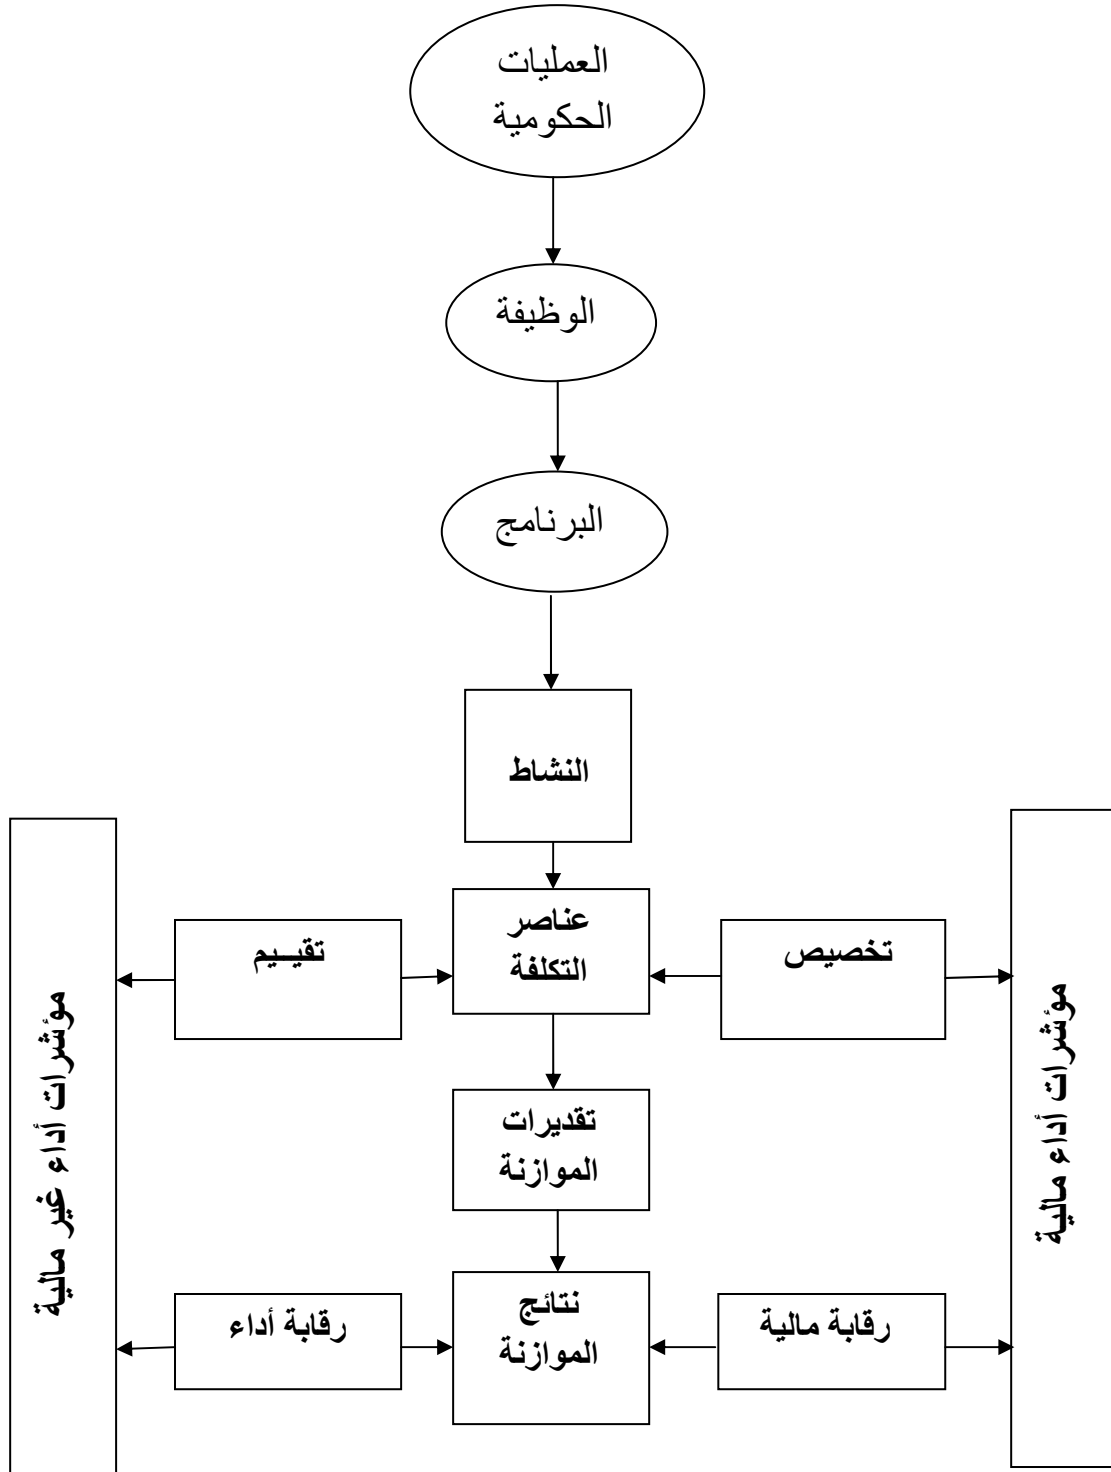 العمليات
الحكومية
الوظيفة
البرنامج
النشاط
عناصر
التكلفة
تخصيص
تقيــيم
مؤشرات أداء مالية
مؤشرات أداء غير مالية
تقديرات
الموازنة
نتائج
الموازنة
رقابة مالية
رقابة أداء